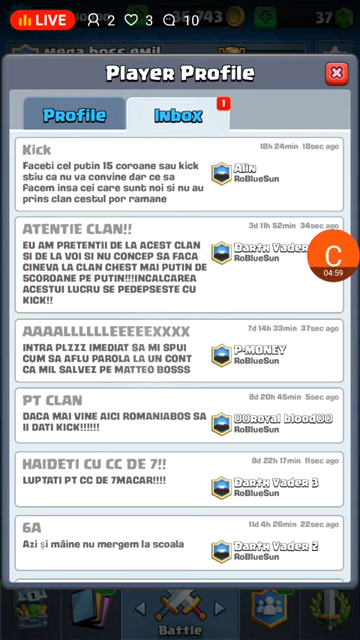 LIVE 2 3 10
36,743
37
mega boss emil
Player Profile
Profile
Inbox
1
Kick
18h 24min 18sec ago
Faceti cel putin 15 coroane sau kick
stiu ca nu va convine dar ce sa
facem insa cei care sunt noi si nu au
prins clan cestul por ramane
Alin
RoBlueSun
ATENTIE CLAN!!
3d 11h 52min 34sec ago
EU AM PRETENTII DE LA ACEST CLAN
SI DE LA VOI SI NU CONCEP SA FACA
CINEVA LA CLAN CHEST MAI PUTIN DE
5COROANE PE PUTIN!!!INCALCAREA
ACESTUI LUCRU SE PEDEPSESTE CU
KICK!!
Darth Vader
RoBlueSun
C
04:59
AAAALLLLLLEEEEEXXXX
7d 14h 33min 37sec ago
INTRA PLZZZ IMEDIAT SA MI SPUI
CUM SA AFLU PAROLA LA UN CONT
CA MIL SALVEZ PE MATTEO BOSSS
P-MONEY
RoBlueSun
PT CLAN
8d 20h 45min 5sec ago
DACA MAI VINE AICI ROMANIABOS SA
II DATI KICK!!!!!!
royal blood
RoBlueSun
HAIDETI CU CC DE 7!!
8d 22h 17min 11sec ago
LUPTATI PT CC DE 7MACAR!!!!
Darth Vader 3
RoBlueSun
6A
11d 4h 26min 22sec ago
Azi și mâine nu mergem la scoala
Darth Vader 2
RoBlueSun
Battle